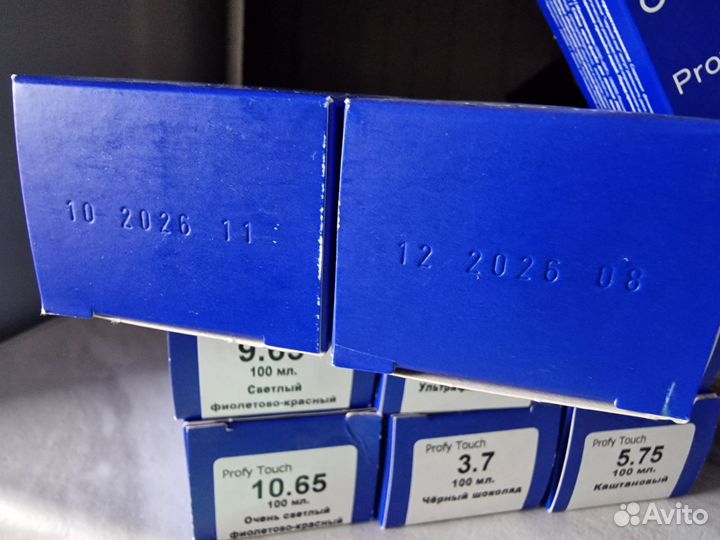 Pro
10 2026 11
12 2026 08
100 мл.
Светлый
фиолетово-красный
Profy Touch
10.65
100 мл.
Очень светлый
фиолетово-красный
Profy Touch
3.7
100 мл.
Чёрный шоколад
Profy Touch
5.75
100 мл.
Каштановый
Avito